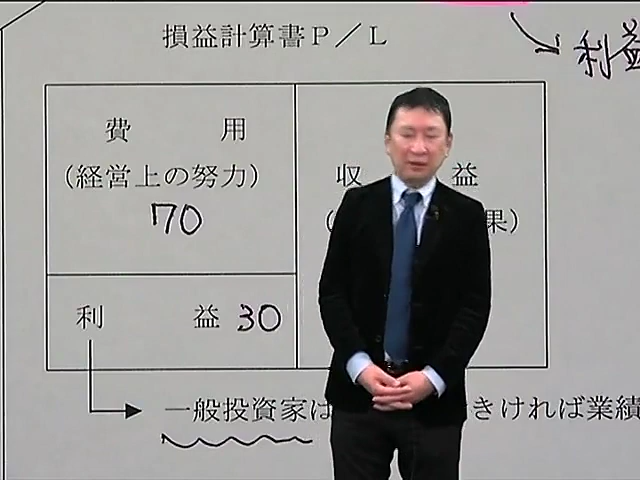 損益計算書P/L
利益
費用
(経営上の努力)
70
収益
果)
利益 30
一般投資家は きければ業績